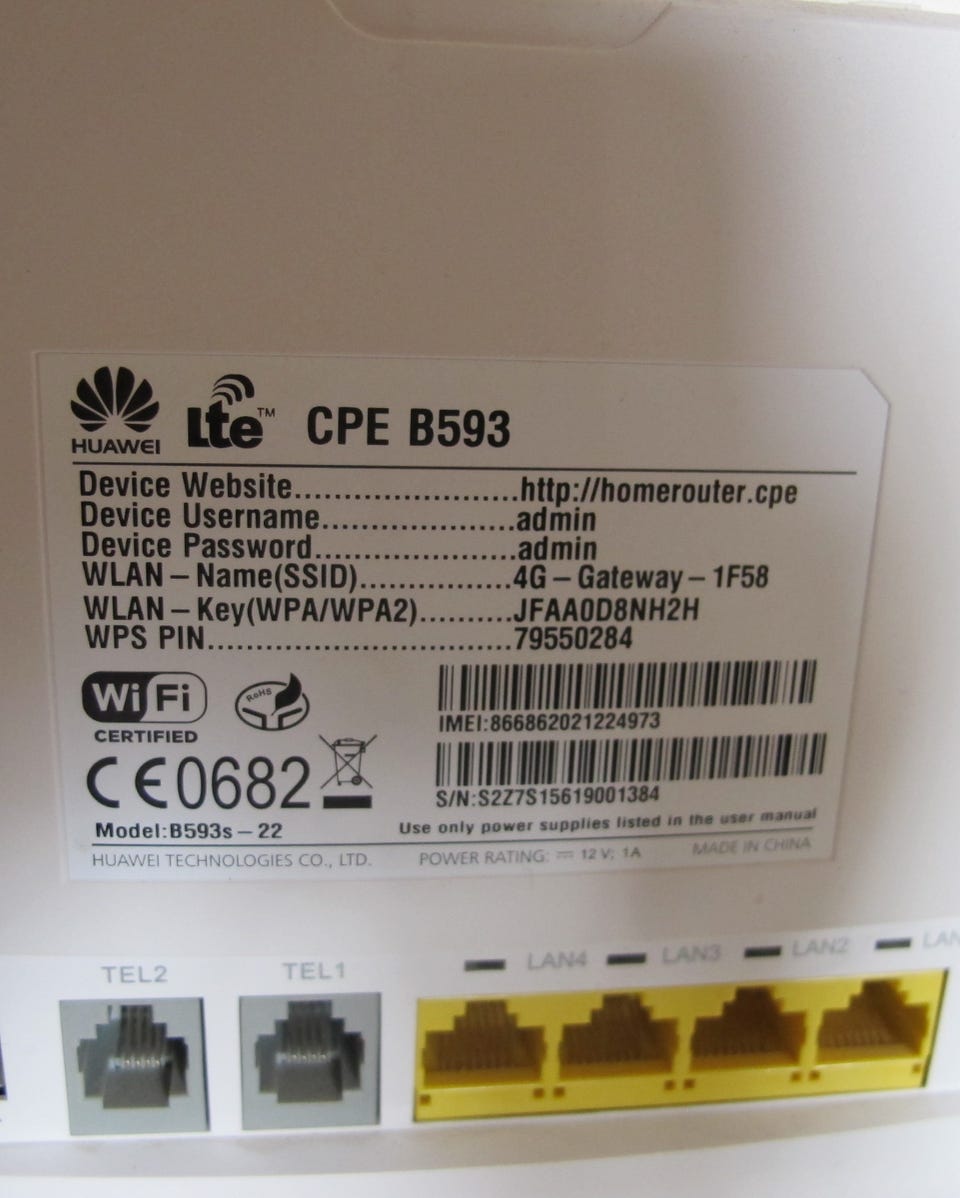 HUAWEI Lte™ CPE B593
Device Website......................http://homerouter.cpe
Device Username...................admin
Device Password....................admin
WLAN – Name(SSID)...............4G – Gateway – 1F58
WLAN – Key(WPA/WPA2).........JFAA0D8NH2H
WPS PIN..............................79550284
Wi Fi
CERTIFIED
RoHS
IMEI:866862021224973
CE0682
S/N:S2Z7S15619001384
Model:B593s – 22
Use only power supplies listed in the user manual
HUAWEI TECHNOLOGIES CO., LTD. POWER RATING: ⎓ 12 V; 1A MADE IN CHINA
TEL2 TEL1 LAN4 LAN3 LAN2 LAN